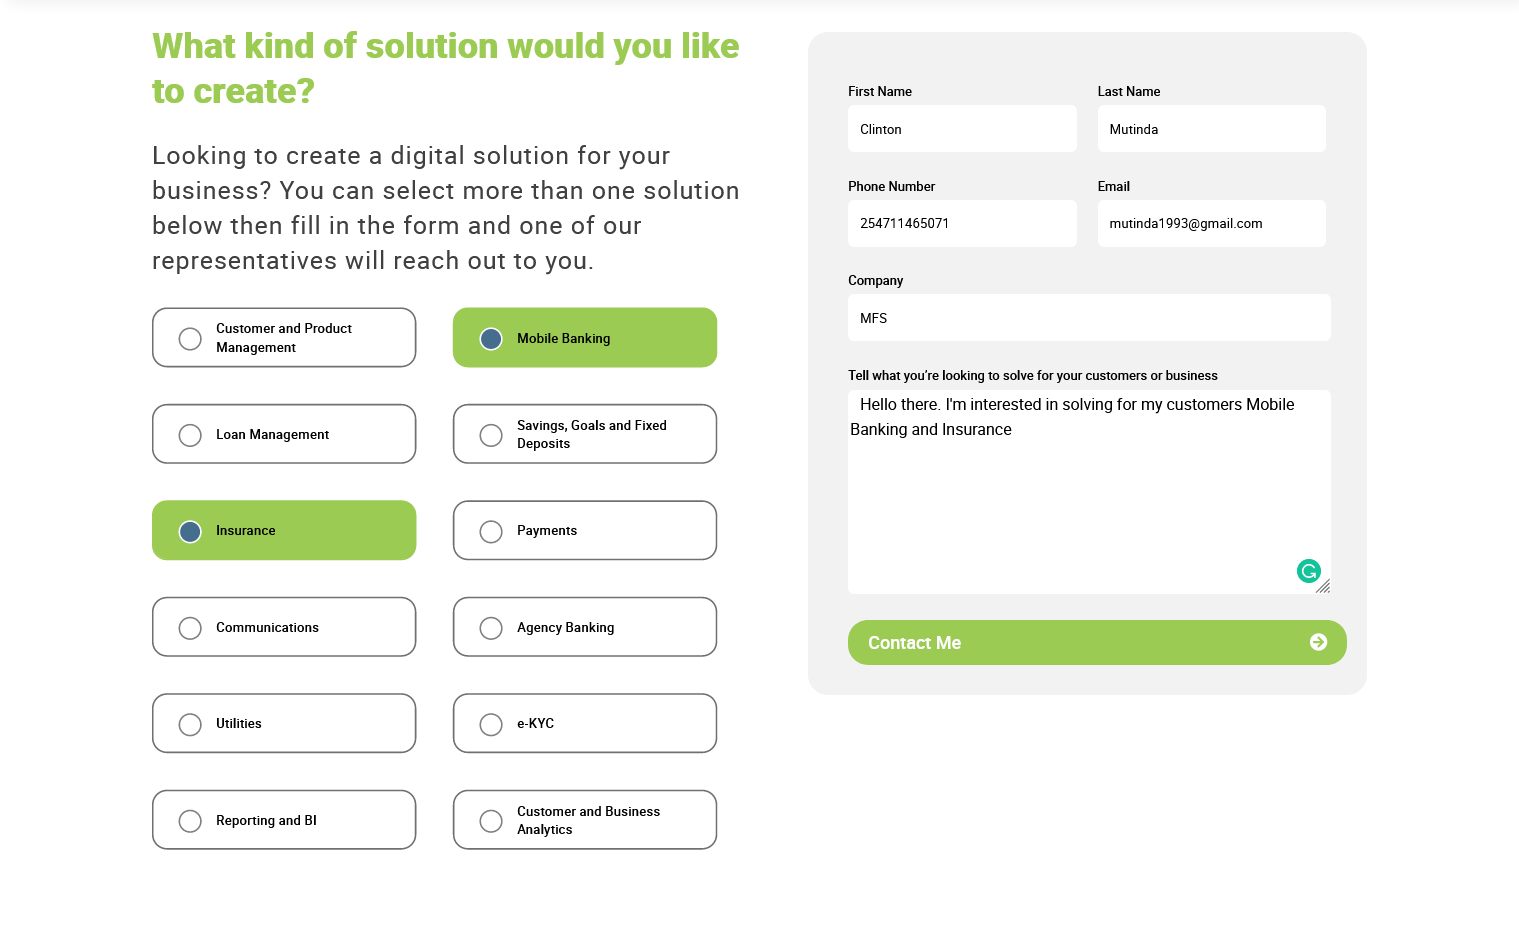 What kind of solution would you like
to create?
Looking to create a digital solution for your
business? You can select more than one solution
below then fill in the form and one of our
representatives will reach out to you.
Customer and Product
Management
Mobile Banking
Loan Management
Savings, Goals and Fixed
Deposits
Insurance
Payments
Communications
Agency Banking
Utilities
e-KYC
Reporting and BI
Customer and Business
Analytics
First Name
Last Name
Clinton
Mutinda
Phone Number
Email
254711465071
mutinda1993@gmail.com
Company
MFS
Tell what you’re looking to solve for your customers or business
Hello there. I'm interested in solving for my customers Mobile
Banking and Insurance
Contact Me